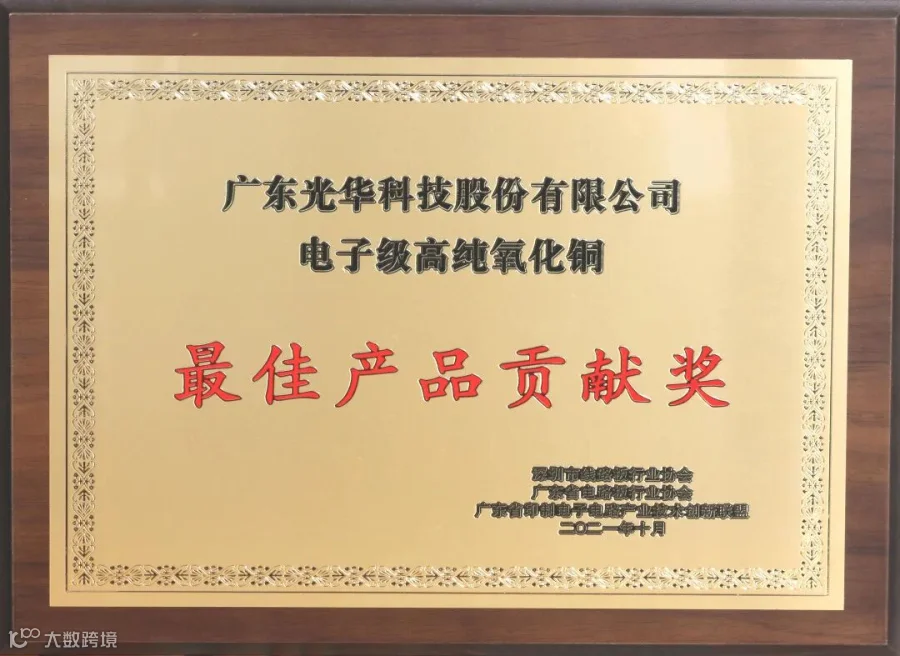 广东光华科技股份有限公司
电子级高纯氧化铜
最佳产品贡献奖
深圳市线路板行业协会
广东省电路板行业协会
广东省印制电子电路产业技术创新联盟
二〇二一年十月
大数跨境